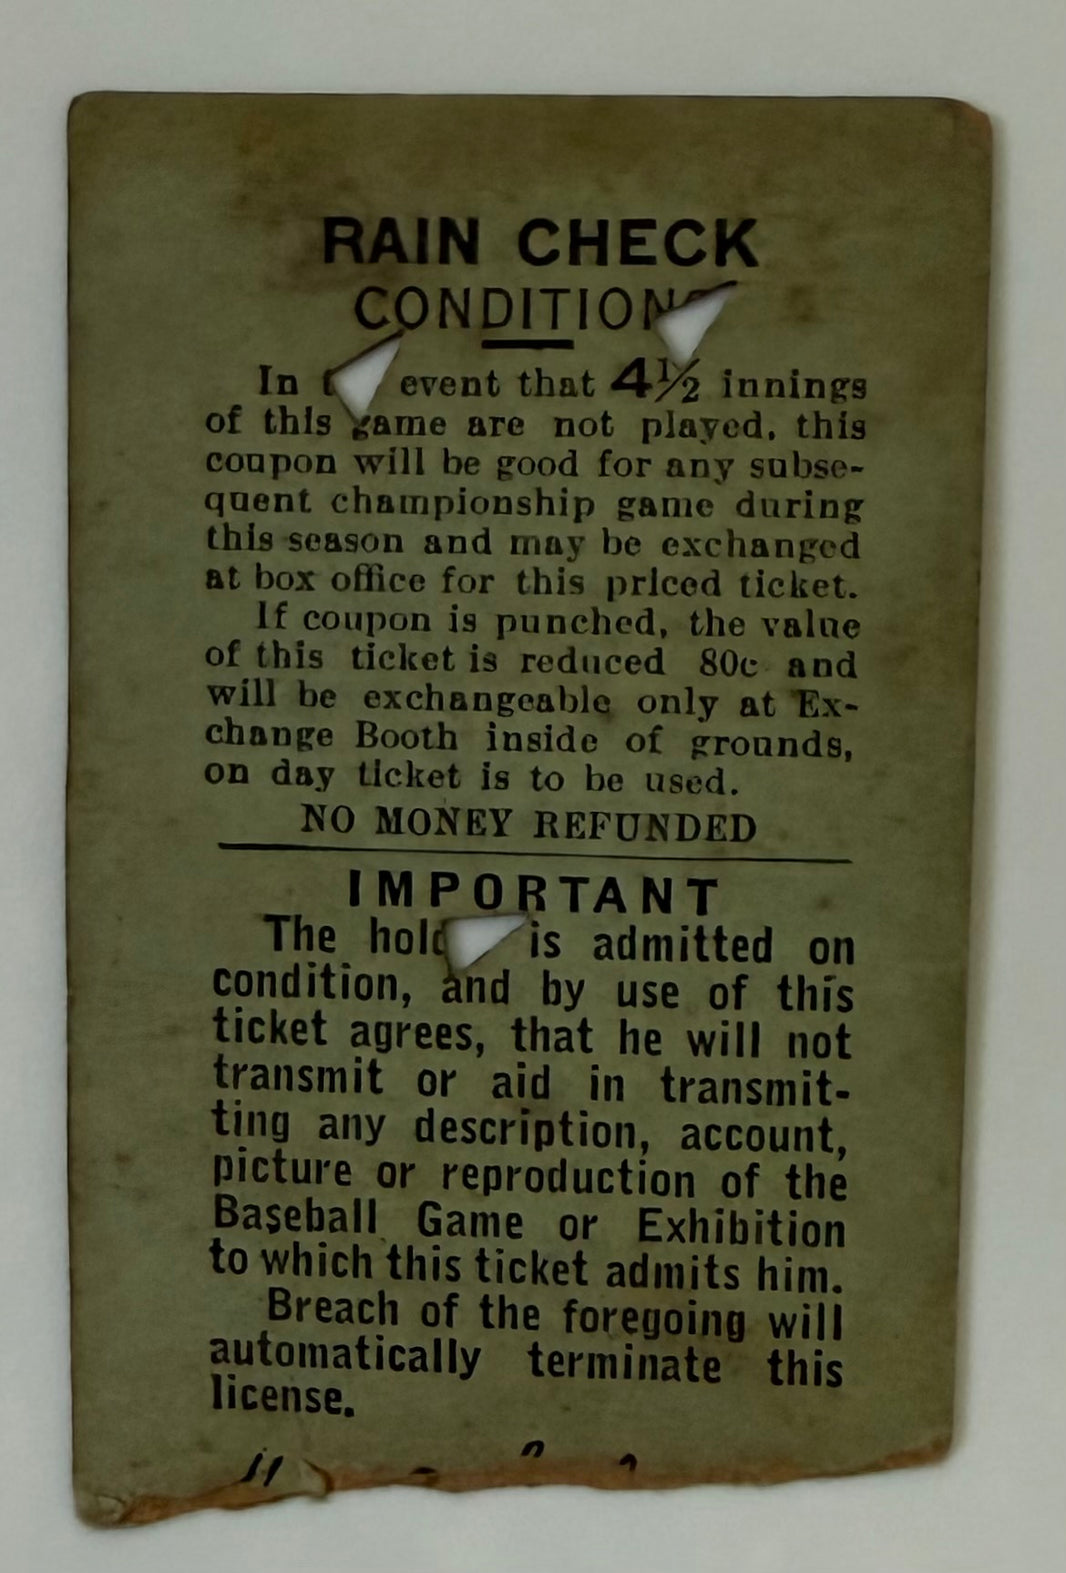 RAIN CHECK
CONDITIONS
In t event that 4½ innings
of this game are not played, this
coupon will be good for any subse-
quent championship game during
this season and may be exchanged
at box office for this priced ticket.
If coupon is punched, the value
of this ticket is reduced 80c and
will be exchangeable only at Ex-
change Booth inside of grounds,
on day ticket is to be used.
NO MONEY REFUNDED
IMPORTANT
The hold is admitted on
condition, and by use of this
ticket agrees, that he will not
transmit or aid in transmit-
ting any description, account,
picture or reproduction of the
Baseball Game or Exhibition
to which this ticket admits him.
Breach of the foregoing will
automatically terminate this
license.